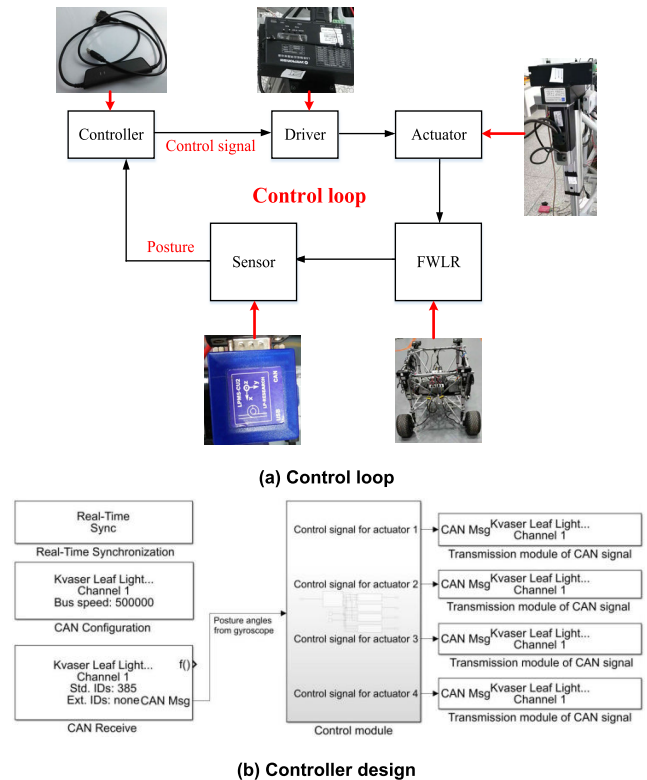 Controller
Control signal
Driver
Actuator
Control loop
Posture
Sensor
FWLR
LPMS-CU2
LP-RESEARCH
CAN
USB
x
y
z
(a) Control loop
Real-Time
Sync
Real-Time Synchronization
Kvaser Leaf Light...
Channel 1
Bus speed: 500000
CAN Configuration
Kvaser Leaf Light...
Channel 1
Std. IDs: 385
Ext. IDs: none
f()
CAN Msg
CAN Receive
Posture angles
from gyroscope
Control signal for actuator 1
Control signal for actuator 2
Control signal for actuator 3
Control signal for actuator 4
Control module
CAN Msg Kvaser Leaf Light...
Channel 1
Transmission module of CAN signal
CAN Msg Kvaser Leaf Light...
Channel 1
Transmission module of CAN signal
CAN Msg Kvaser Leaf Light...
Channel 1
Transmission module of CAN signal
CAN Msg Kvaser Leaf Light...
Channel 1
Transmission module of CAN signal
(b) Controller design